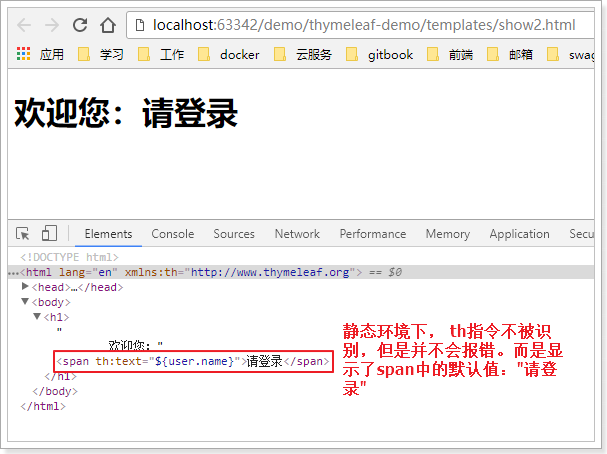 localhost:63342/demo/thymeleaf-demo/templates/show2.html
应用 学习 工作 docker 云服务 gitbook 前端 邮箱 swag
欢迎您：请登录
Elements Console Sources Network Performance Memory Application Secu
<!DOCTYPE html>
<html lang="en" xmlns:th="http://www.thymeleaf.org"> == $0
<head>…</head>
<body>
<h1>
"
欢迎您："
<span th:text="${user.name}">请登录</span>
</h1>
</body>
</html>
静态环境下， th指令不被识
别，但是并不会报错。而是显
示了span中的默认值："请登
录"